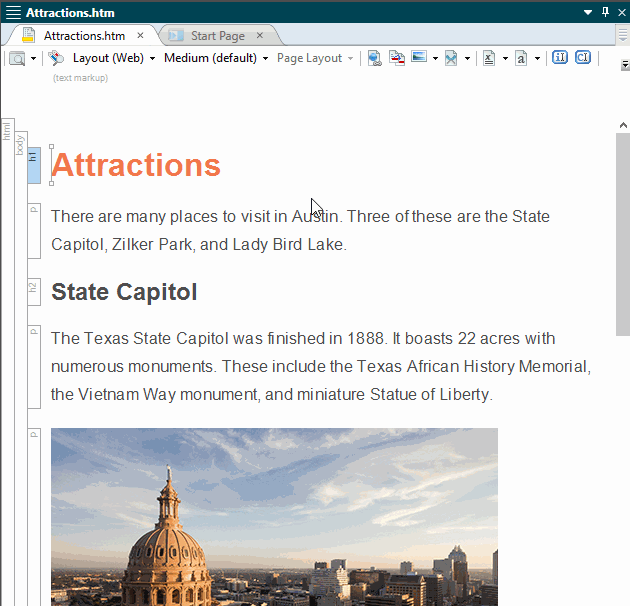 Attractions.htm
Attractions.htm × Start Page ×
Layout (Web) Medium (default) Page Layout
(text markup)
html
body
h1
Attractions
p
There are many places to visit in Austin. Three of these are the State
Capitol, Zilker Park, and Lady Bird Lake.
h2
State Capitol
p
The Texas State Capitol was finished in 1888. It boasts 22 acres with
numerous monuments. These include the Texas African History Memorial,
the Vietnam Way monument, and miniature Statue of Liberty.
p